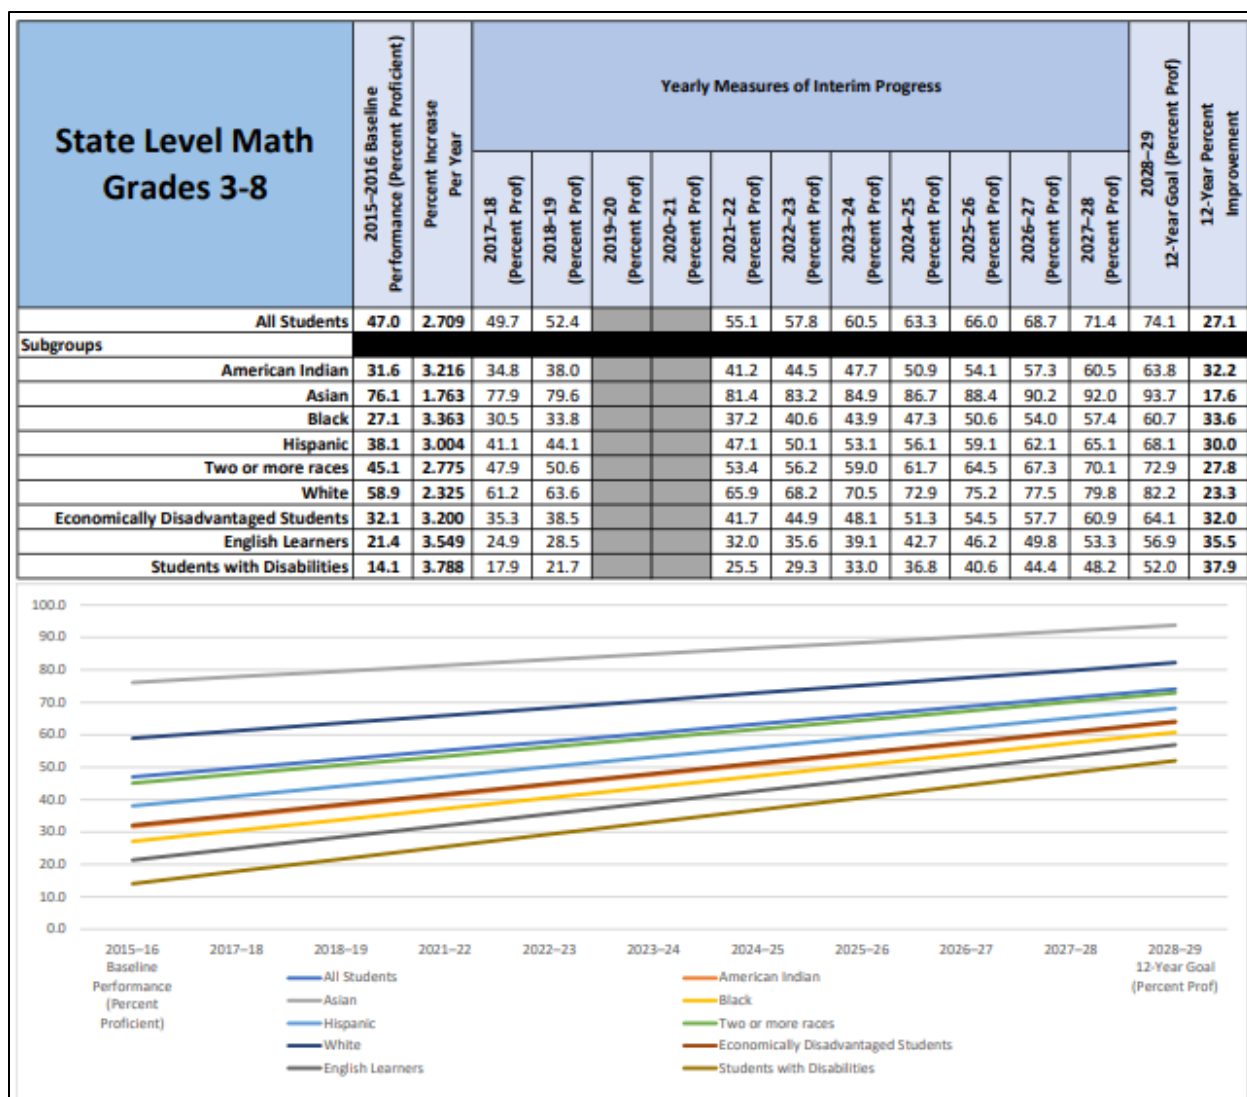 State Level Math
Grades 3-8
2015–2016 Baseline
Performance (Percent Proficient)
Percent Increase
Per Year
Yearly Measures of Interim Progress
2017–18
(Percent Prof)
2018–19
(Percent Prof)
2019–20
(Percent Prof)
2020–21
(Percent Prof)
2021–22
(Percent Prof)
2022–23
(Percent Prof)
2023–24
(Percent Prof)
2024–25
(Percent Prof)
2025–26
(Percent Prof)
2026–27
(Percent Prof)
2027–28
(Percent Prof)
2028–29
12-Year Goal (Percent Prof)
12-Year Percent
Improvement
All Students 47.0 2.709 49.7 52.4 55.1 57.8 60.5 63.3 66.0 68.7 71.4 74.1 27.1
Subgroups
American Indian 31.6 3.216 34.8 38.0 41.2 44.5 47.7 50.9 54.1 57.3 60.5 63.8 32.2
Asian 76.1 1.763 77.9 79.6 81.4 83.2 84.9 86.7 88.4 90.2 92.0 93.7 17.6
Black 27.1 3.363 30.5 33.8 37.2 40.6 43.9 47.3 50.6 54.0 57.4 60.7 33.6
Hispanic 38.1 3.004 41.1 44.1 47.1 50.1 53.1 56.1 59.1 62.1 65.1 68.1 30.0
Two or more races 45.1 2.775 47.9 50.6 53.4 56.2 59.0 61.7 64.5 67.3 70.1 72.9 27.8
White 58.9 2.325 61.2 63.6 65.9 68.2 70.5 72.9 75.2 77.5 79.8 82.2 23.3
Economically Disadvantaged Students 32.1 3.200 35.3 38.5 41.7 44.9 48.1 51.3 54.5 57.7 60.9 64.1 32.0
English Learners 21.4 3.549 24.9 28.5 32.0 35.6 39.1 42.7 46.2 49.8 53.3 56.9 35.5
Students with Disabilities 14.1 3.788 17.9 21.7 25.5 29.3 33.0 36.8 40.6 44.4 48.2 52.0 37.9
100.0
90.0
80.0
70.0
60.0
50.0
40.0
30.0
20.0
10.0
0.0
2015–16 2017–18 2018–19 2021–22 2022–23 2023–24 2024–25 2025–26 2026–27 2027–28 2028–29
Baseline 12-Year Goal
Performance (Percent Prof)
(Percent
Proficient)
All Students American Indian
Asian Black
Hispanic Two or more races
White Economically Disadvantaged Students
English Learners Students with Disabilities